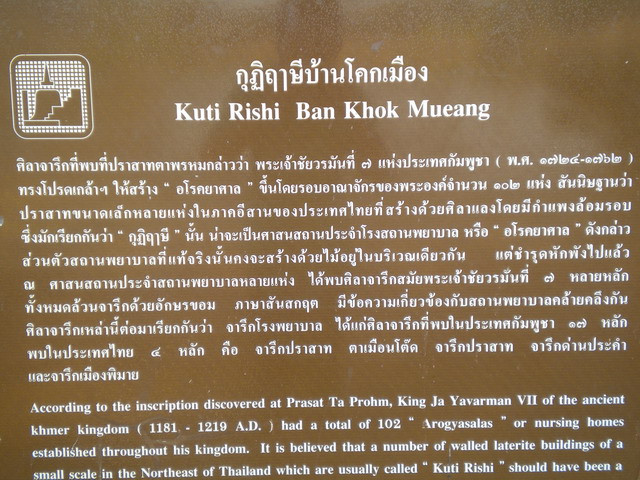 กุฏิฤๅษีบ้านโคกเมือง
Kuti Rishi Ban Khok Mueang
ศิลาจารึกที่พบที่ปราสาทตาพรหมกล่าวว่า พระเจ้าชัยวรมันที่ ๗ แห่งประเทศกัมพูชา ( พ.ศ. ๑๗๒๔-๑๗๖๒ )
ทรงโปรดเกล้าฯ ให้สร้าง " อโรคยาศาล " ขึ้นโดยรอบอาณาจักรของพระองค์จำนวน ๑๐๒ แห่ง สันนิษฐานว่า
ปราสาทขนาดเล็กหลายแห่งในภาคอีสานของประเทศไทยที่สร้างด้วยศิลาแลงโดยมีกำแพงล้อมรอบ
ซึ่งมักเรียกกันว่า " กุฏิฤๅษี " นั้น น่าจะเป็นศาสนสถานประจำโรงสถานพยาบาล หรือ " อโรคยาศาล " ดังกล่าว
ส่วนตัวสถานพยาบาลที่แท้จริงนั้นคงจะสร้างด้วยไม้อยู่ในบริเวณเดียวกัน แต่ชำรุดหักพังไปแล้ว
ณ ศาสนสถานประจำสถานพยาบาลหลายแห่ง ได้พบศิลาจารึกสมัยพระเจ้าชัยวรมันที่ ๗ หลายหลัก
ทั้งหมดล้วนจารึกด้วยอักษรขอม ภาษาสันสกฤต มีข้อความเกี่ยวข้องกับสถานพยาบาลคล้ายคลึงกัน
ศิลาจารึกเหล่านี้ต่อมาเรียกกันว่า จารึกโรงพยาบาล ได้แก่ศิลาจารึกที่พบในประเทศกัมพูชา ๑๗ หลัก
พบในประเทศไทย ๔ หลัก คือ จารึกปราสาท ตาเมือนโต๊ด จารึกปราสาท จารึกด่านประคำ
และจารึกเมืองพิมาย
According to the inscription discovered at Prasat Ta Prohm, King Ja Yavarman VII of the ancient
khmer kingdom ( 1181 - 1219 A.D. ) had a total of 102 " Arogyasalas " or nursing homes
established throughout his kingdom. It is believed that a number of walled laterite buildings of a
small scale in the Northeast of Thailand which are usually called " Kuti Rishi " should have been a